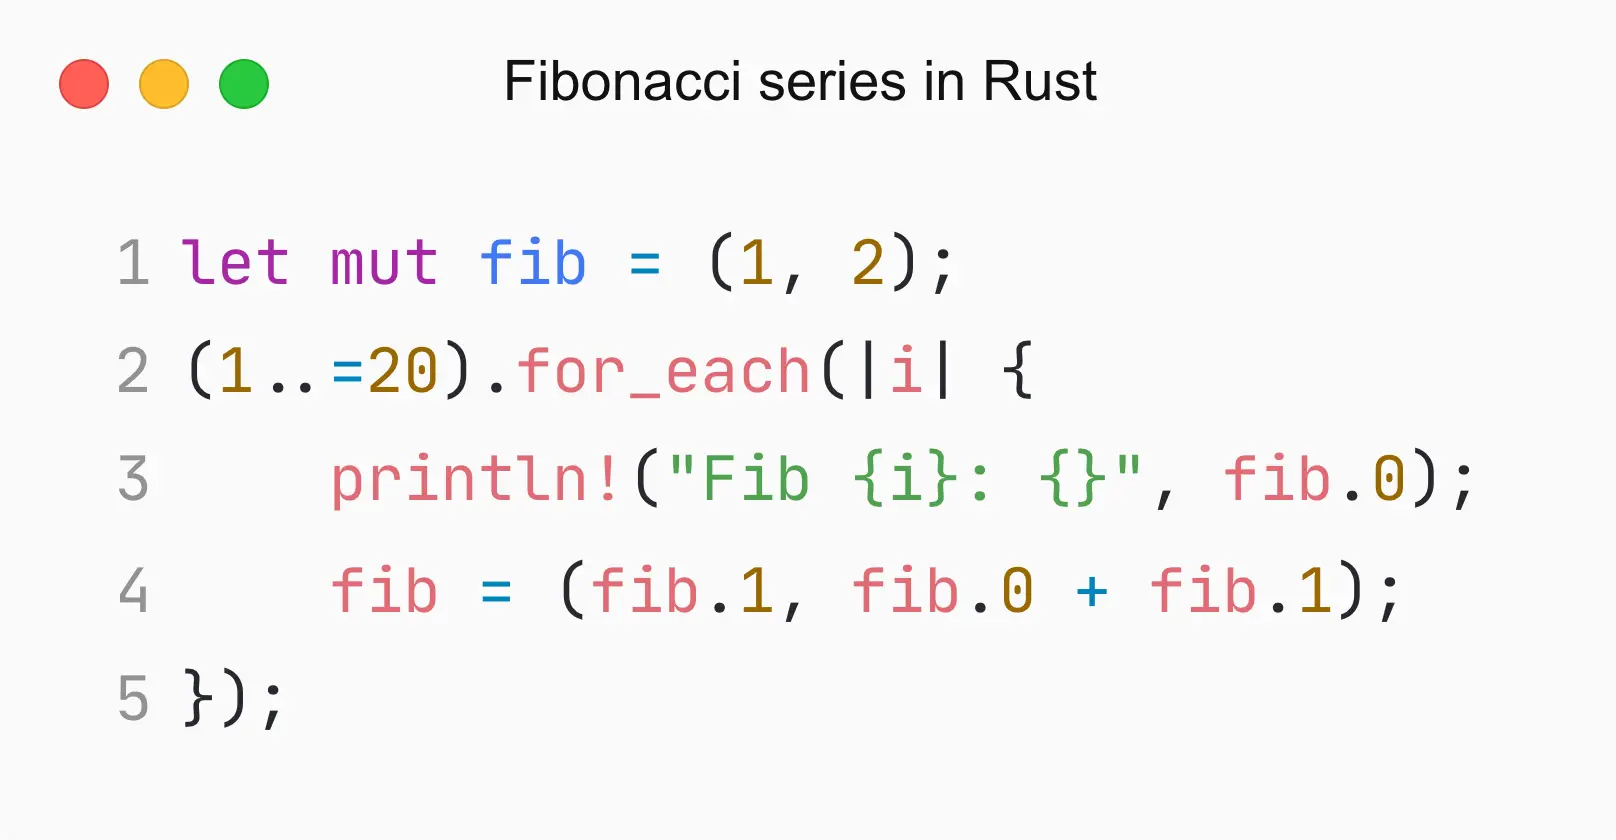 Fibonacci series in Rust
1 let mut fib = (1, 2);
2 (1..=20).for_each(|i| {
3     println!("Fib {i}: {}", fib.0);
4     fib = (fib.1, fib.0 + fib.1);
5 });